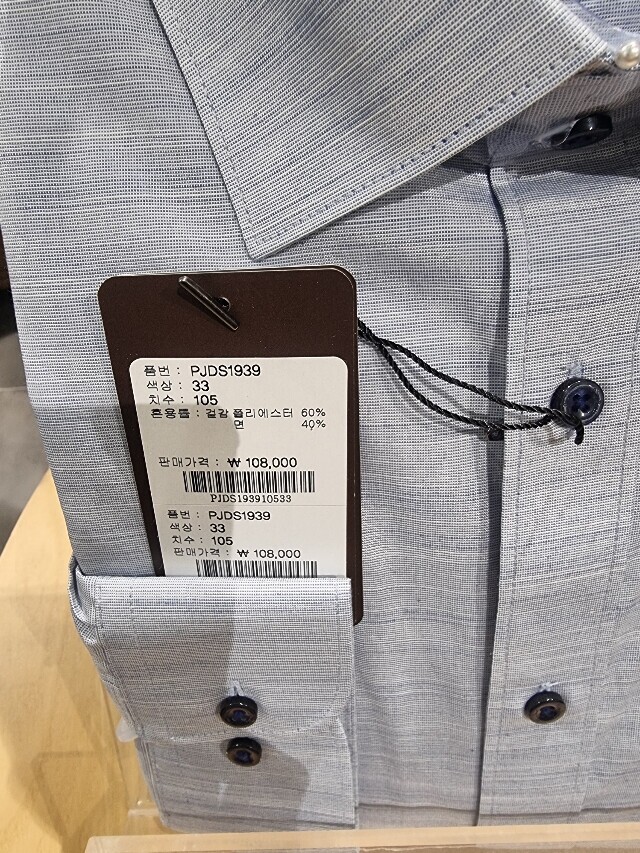 품번 : PJDS1939
색상 : 33
치수 : 105
혼용률 : 겉감 폴리에스터 60%
면 40%
판매가격 : ₩ 108,000
PJDS193910533
품번 : PJDS1939
색상 : 33
치수 : 105
판매가격 : ₩ 108,000